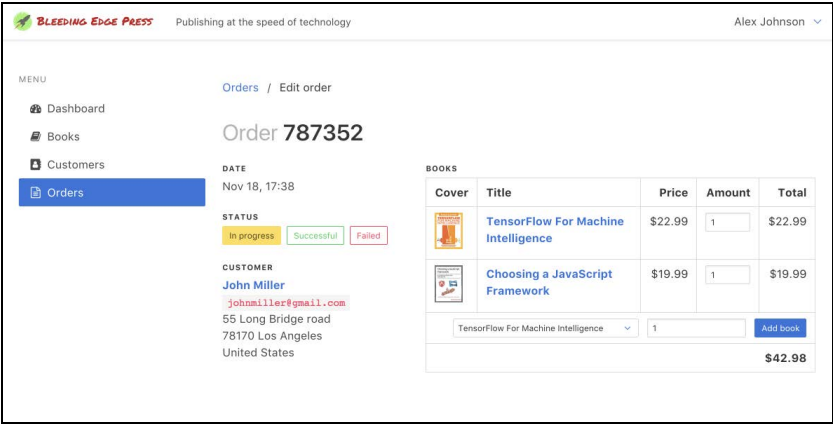 BLEEDING EDGE PRESS
Publishing at the speed of technology
Alex Johnson
MENU
Dashboard
Books
Customers
Orders
Orders / Edit order
Order 787352
DATE
Nov 18, 17:38
STATUS
In progress Successful Failed
CUSTOMER
John Miller
johnmiller@gmail.com
55 Long Bridge road
78170 Los Angeles
United States
BOOKS
Cover Title Price Amount Total
TensorFlow For Machine $22.99 1 $22.99
Intelligence
Choosing a JavaScript $19.99 1 $19.99
Framework
TensorFlow For Machine Intelligence 1 Add book
$42.98